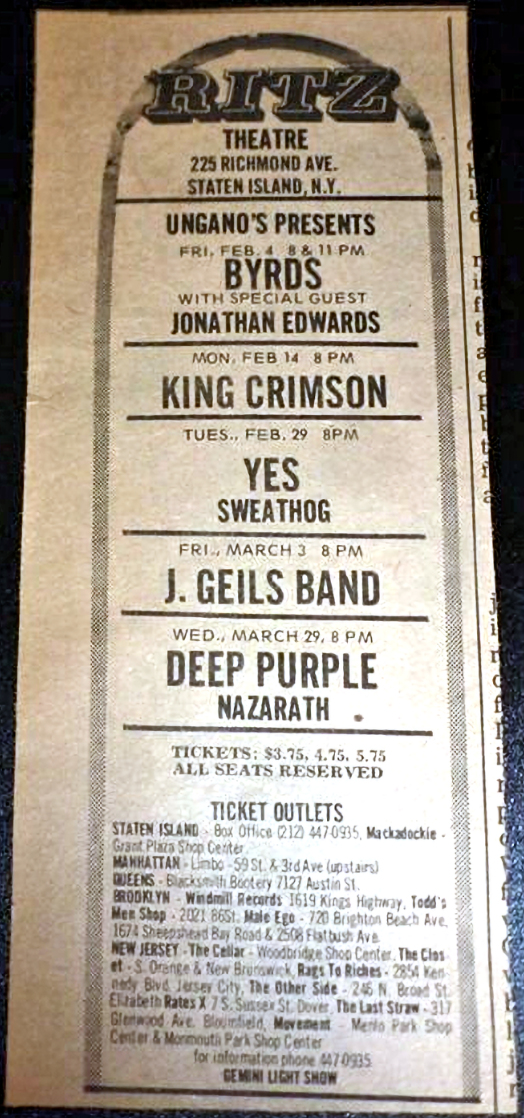 RITZ
THEATRE
225 RICHMOND AVE.
STATEN ISLAND, N.Y.
UNGANO'S PRESENTS
FRI, FEB. 4 8 & 11 PM
BYRDS
WITH SPECIAL GUEST
JONATHAN EDWARDS
MON, FEB 14 8 PM
KING CRIMSON
TUES., FEB. 29 8PM
YES
SWEATHOG
FRI., MARCH 3 8 PM
J. GEILS BAND
WED., MARCH 29, 8 PM
DEEP PURPLE
NAZARATH
TICKETS: $3.75, 4.75, 5.75
ALL SEATS RESERVED
TICKET OUTLETS
STATEN ISLAND - Box Office (212) 447-0935, Mackadockie -
Grant Plaza Shop Center
MANHATTAN - Limbo - 59 St. & 3rd Ave (upstairs)
QUEENS - Blacksmith Bootery 7127 Austin St.
BROOKLYN - Windmill Records 1619 Kings Highway, Todd's
Men Shop - 2021 86St. Male Ego - 720 Brighton Beach Ave,
1674 Sheepshead Bay Road & 2508 Flatbush Ave.
NEW JERSEY - The Cellar - Woodbridge Shop Center, The Clos
et - S. Orange & New Brunswick, Rags To Riches - 2854 Ken
nedy Blvd. Jersey City, The Other Side - 246 N. Broad St.
Elizabeth Rates X 7 S. Sussex St. Dover, The Last Straw - 317
Glenwood Ave. Bloomfield, Movement - Menlo Park Shop
Center & Monmouth Park Shop Center
for information phone 447-0935
GEMINI LIGHT SHOW